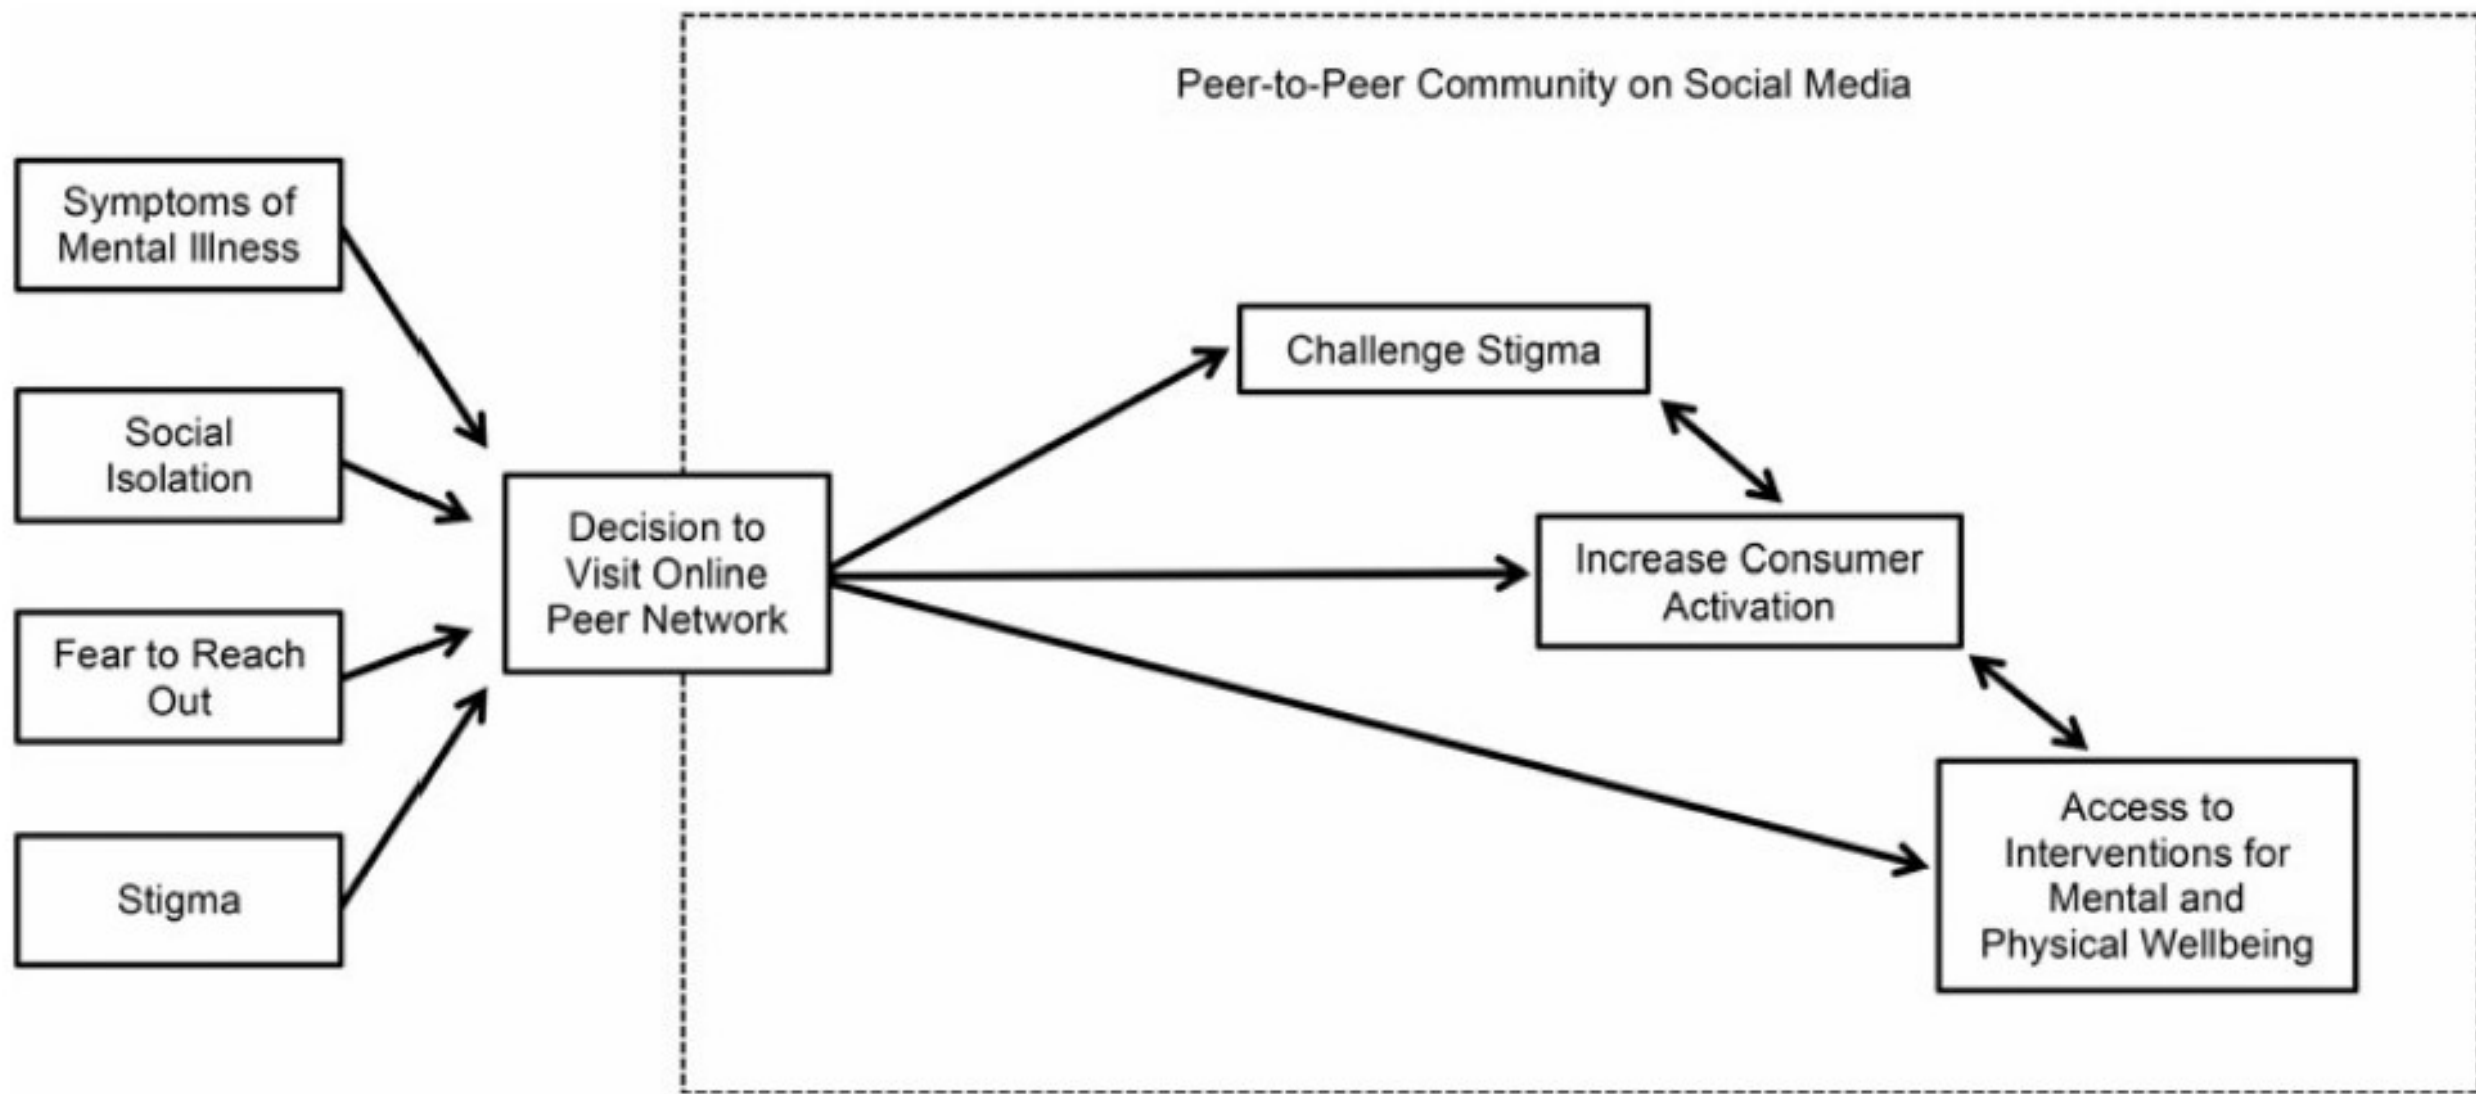 Peer-to-Peer Community on Social Media
Symptoms of
Mental Illness
Social
Isolation
Fear to Reach
Out
Stigma
Decision to
Visit Online
Peer Network
Challenge Stigma
Increase Consumer
Activation
Access to
Interventions for
Mental and
Physical Wellbeing